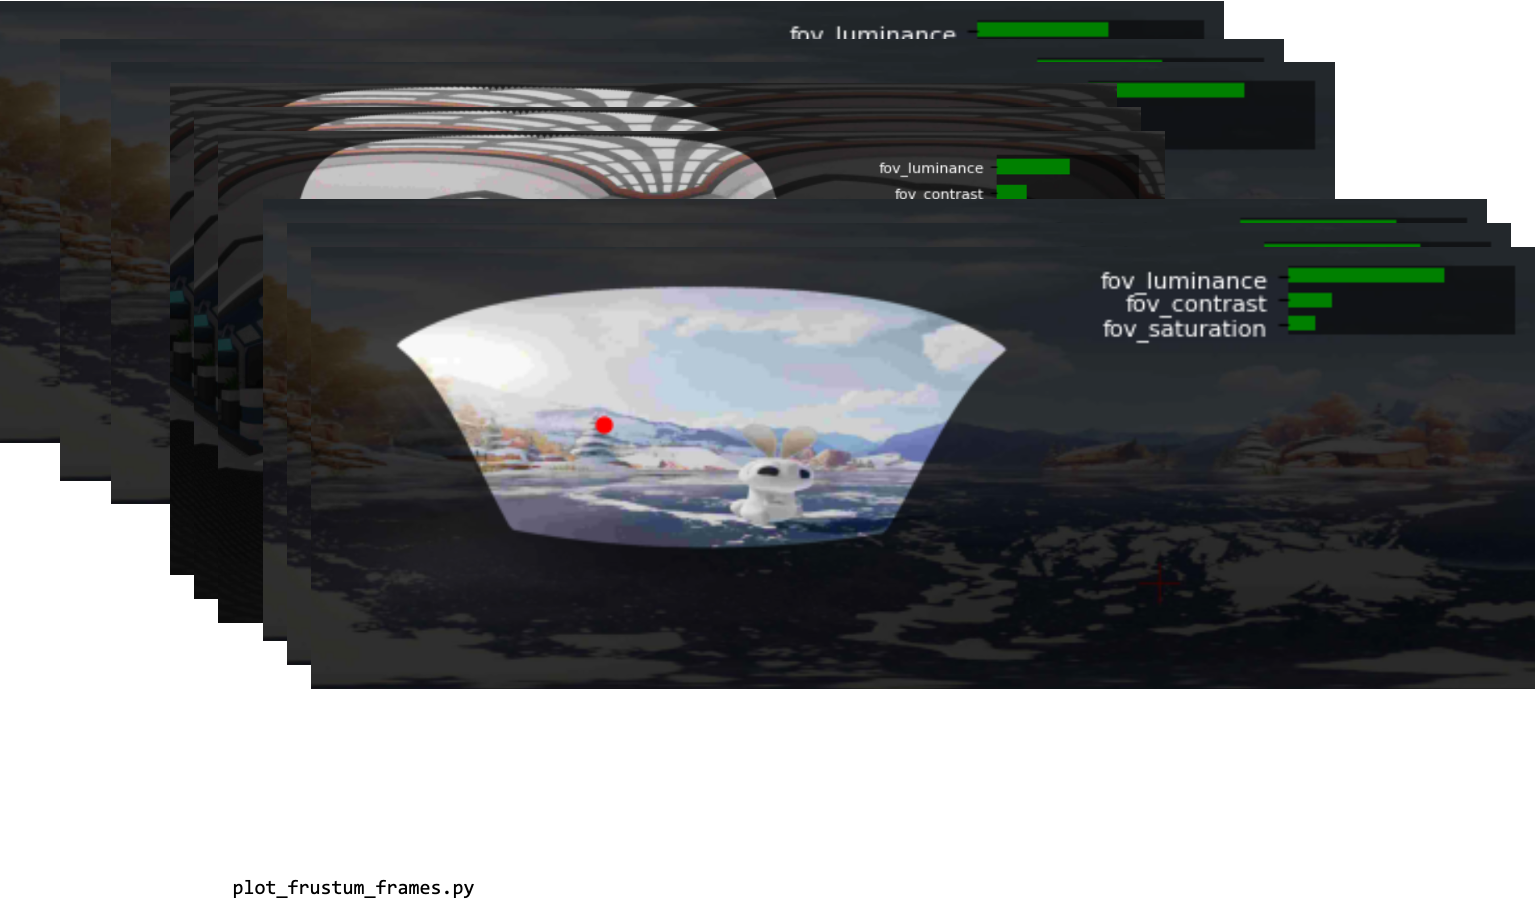 fov_luminance
fov_luminance
fov_contrast
fov_luminance
fov_contrast
fov_saturation
plot_frustum_frames.py